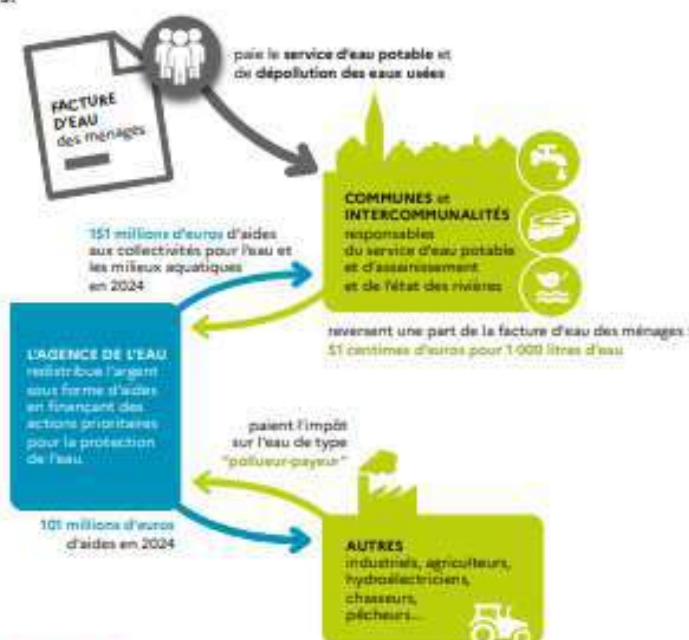 FACTURE
D'EAU
des ménages
paie le service d'eau potable et
de dépollution des eaux usées
COMMUNES et
INTERCOMMUNALITÉS
responsables
du service d'eau potable
et d'assainissement
et de l'état des rivières
151 millions d'euros d'aides
aux collectivités pour l'eau et
les milieux aquatiques
en 2024
reversent une part de la facture d'eau des ménages :
51 centimes d'euros pour 1 000 litres d'eau
L'AGENCE DE L'EAU
redistribue l'argent
sous forme d'aides
en finançant des
actions prioritaires
pour la protection
de l'eau.
paient l'impôt
sur l'eau de type
"pollueur-payeur"
101 millions d'euros
d'aides en 2024
AUTRES
industriels, agriculteurs,
hydroélectriciens,
chasseurs,
pêcheurs...